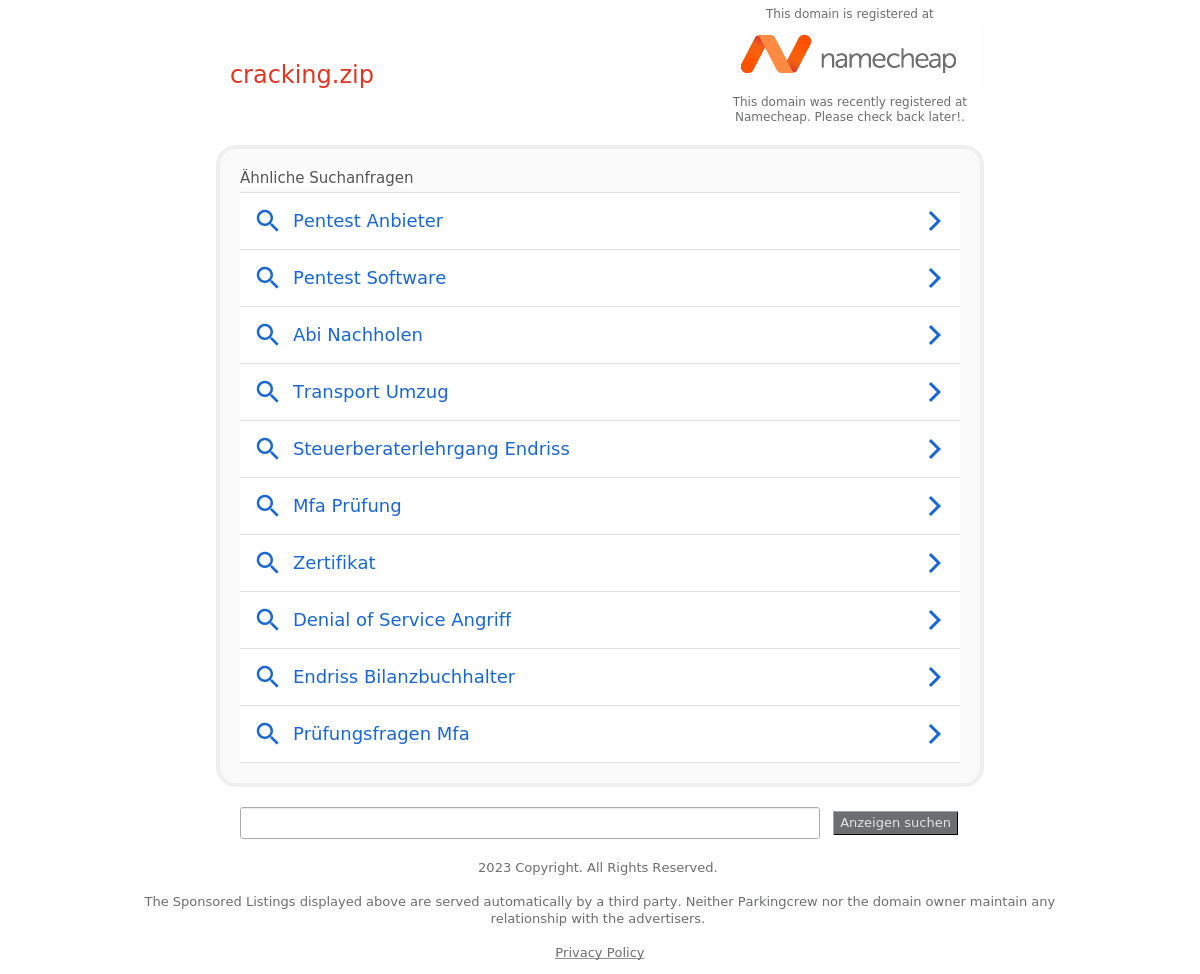 This domain is registered at
namecheap
cracking.zip
This domain was recently registered at
Namecheap. Please check back later!.
Ähnliche Suchanfragen
Pentest Anbieter
Pentest Software
Abi Nachholen
Transport Umzug
Steuerberaterlehrgang Endriss
Mfa Prüfung
Zertifikat
Denial of Service Angriff
Endriss Bilanzbuchhalter
Prüfungsfragen Mfa
Anzeigen suchen
2023 Copyright. All Rights Reserved.
The Sponsored Listings displayed above are served automatically by a third party. Neither Parkingcrew nor the domain owner maintain any
relationship with the advertisers.
Privacy Policy